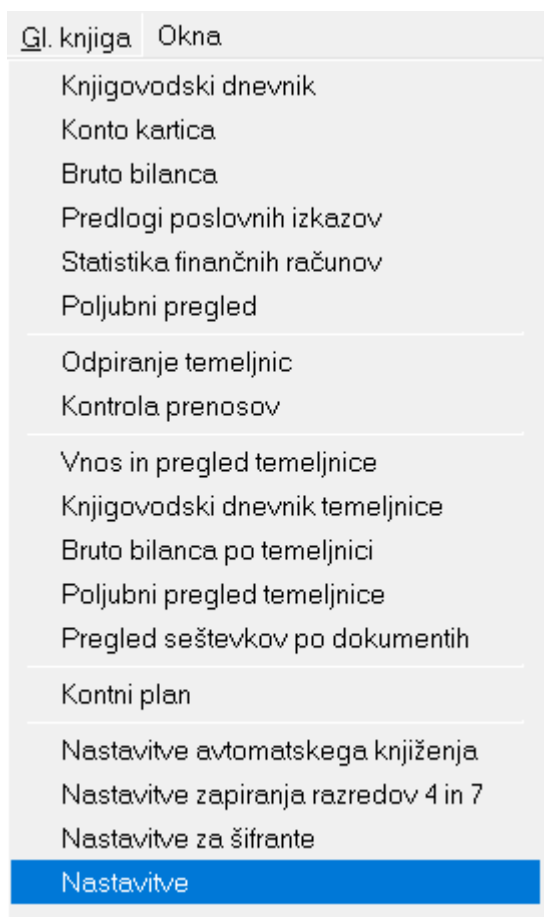 Gl. knjiga Okna
Knjigovodski dnevnik
Konto kartica
Bruto bilanca
Predlogi poslovnih izkazov
Statistika finančnih računov
Poljubni pregled
Odpiranje temeljnic
Kontrola prenosov
Vnos in pregled temeljnice
Knjigovodski dnevnik temeljnice
Bruto bilanca po temeljnici
Poljubni pregled temeljnice
Pregled seštevkov po dokumentih
Kontni plan
Nastavitve avtomatskega knjiženja
Nastavitve zapiranja razredov 4 in 7
Nastavitve za šifrante
Nastavitve